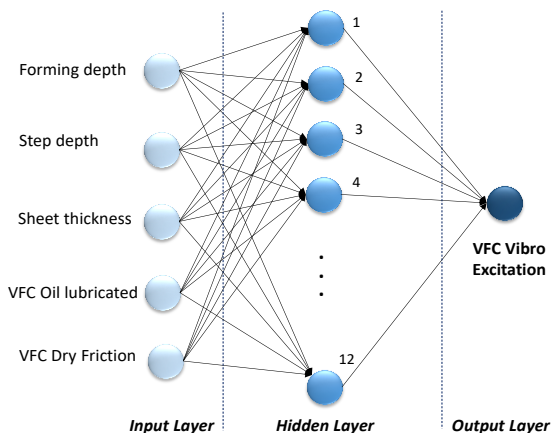 1
Forming depth
2
Step depth
3
4
Sheet thickness
VFC Vibro
Excitation
VFC Oil lubricated
VFC Dry Friction
12
Input Layer
Hidden Layer
Output Layer